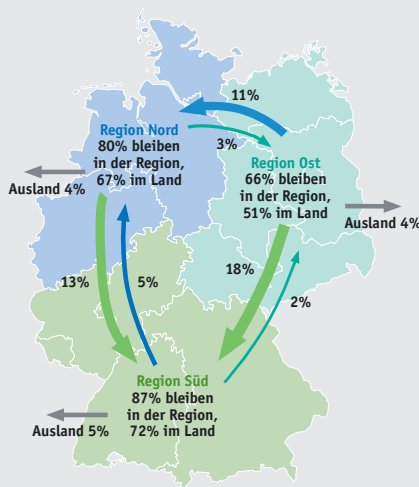 11%
Region Nord
80% bleiben
in der Region,
67% im Land
3%
Region Ost
66% bleiben
in der Region,
51% im Land
Ausland 4%
Ausland 4%
13%
5%
18%
2%
Region Süd
87% bleiben
in der Region,
72% im Land
Ausland 5%